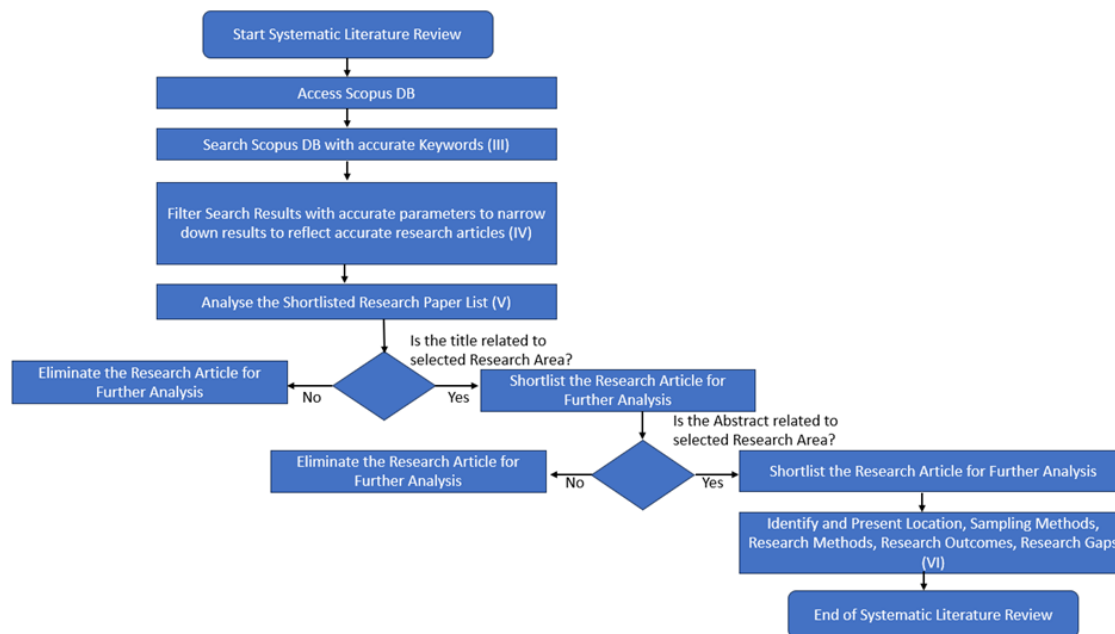 Start Systematic Literature Review
Access Scopus DB
Search Scopus DB with accurate Keywords (III)
Filter Search Results with accurate parameters to narrow
down results to reflect accurate research articles (IV)
Analyse the Shortlisted Research Paper List (V)
Is the title related to
selected Research Area?
Eliminate the Research Article for
Further Analysis
No
Yes
Shortlist the Research Article for
Further Analysis
Is the Abstract related to
selected Research Area?
Eliminate the Research Article for
Further Analysis
No
Yes
Shortlist the Research Article for Further Analysis
Identify and Present Location, Sampling Methods,
Research Methods, Research Outcomes, Research Gaps
(VI)
End of Systematic Literature Review